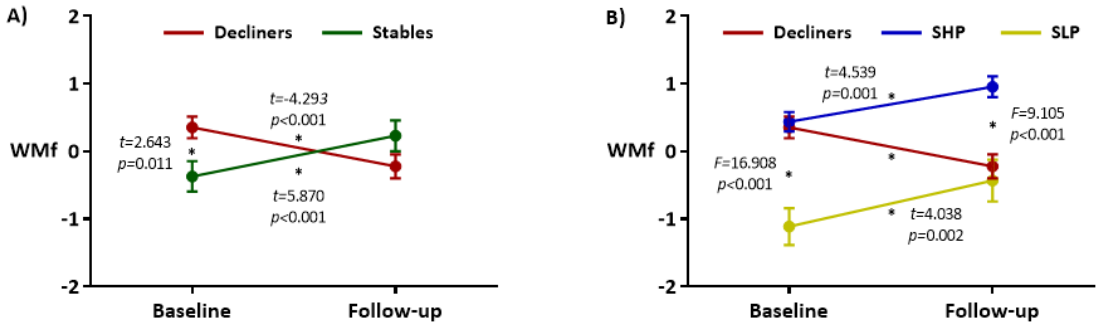 A)
Decliners Stables
2
1
0
-1
-2
WMf
t=-4.293
p<0.001
*
t=2.643
p=0.011
*
*
t=5.870
p<0.001
Baseline Follow-up
B)
Decliners SHP SLP
2
1
0
-1
-2
WMf
t=4.539
p=0.001
*
F=9.105
p<0.001
*
*
F=16.908
p<0.001
*
*
t=4.038
p=0.002
Baseline Follow-up